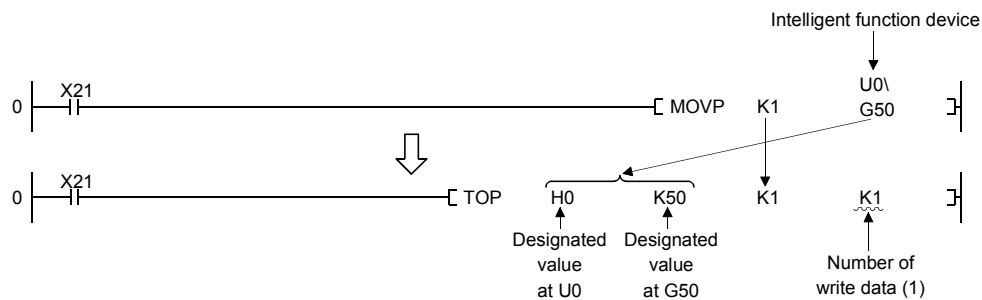 Intelligent function device
X21
U0\
0
MOVP K1
G50
X21
0
TOP H0 K50 K1 K1
Designated
value
at U0
Designated
value
at G50
Number of
write data (1)